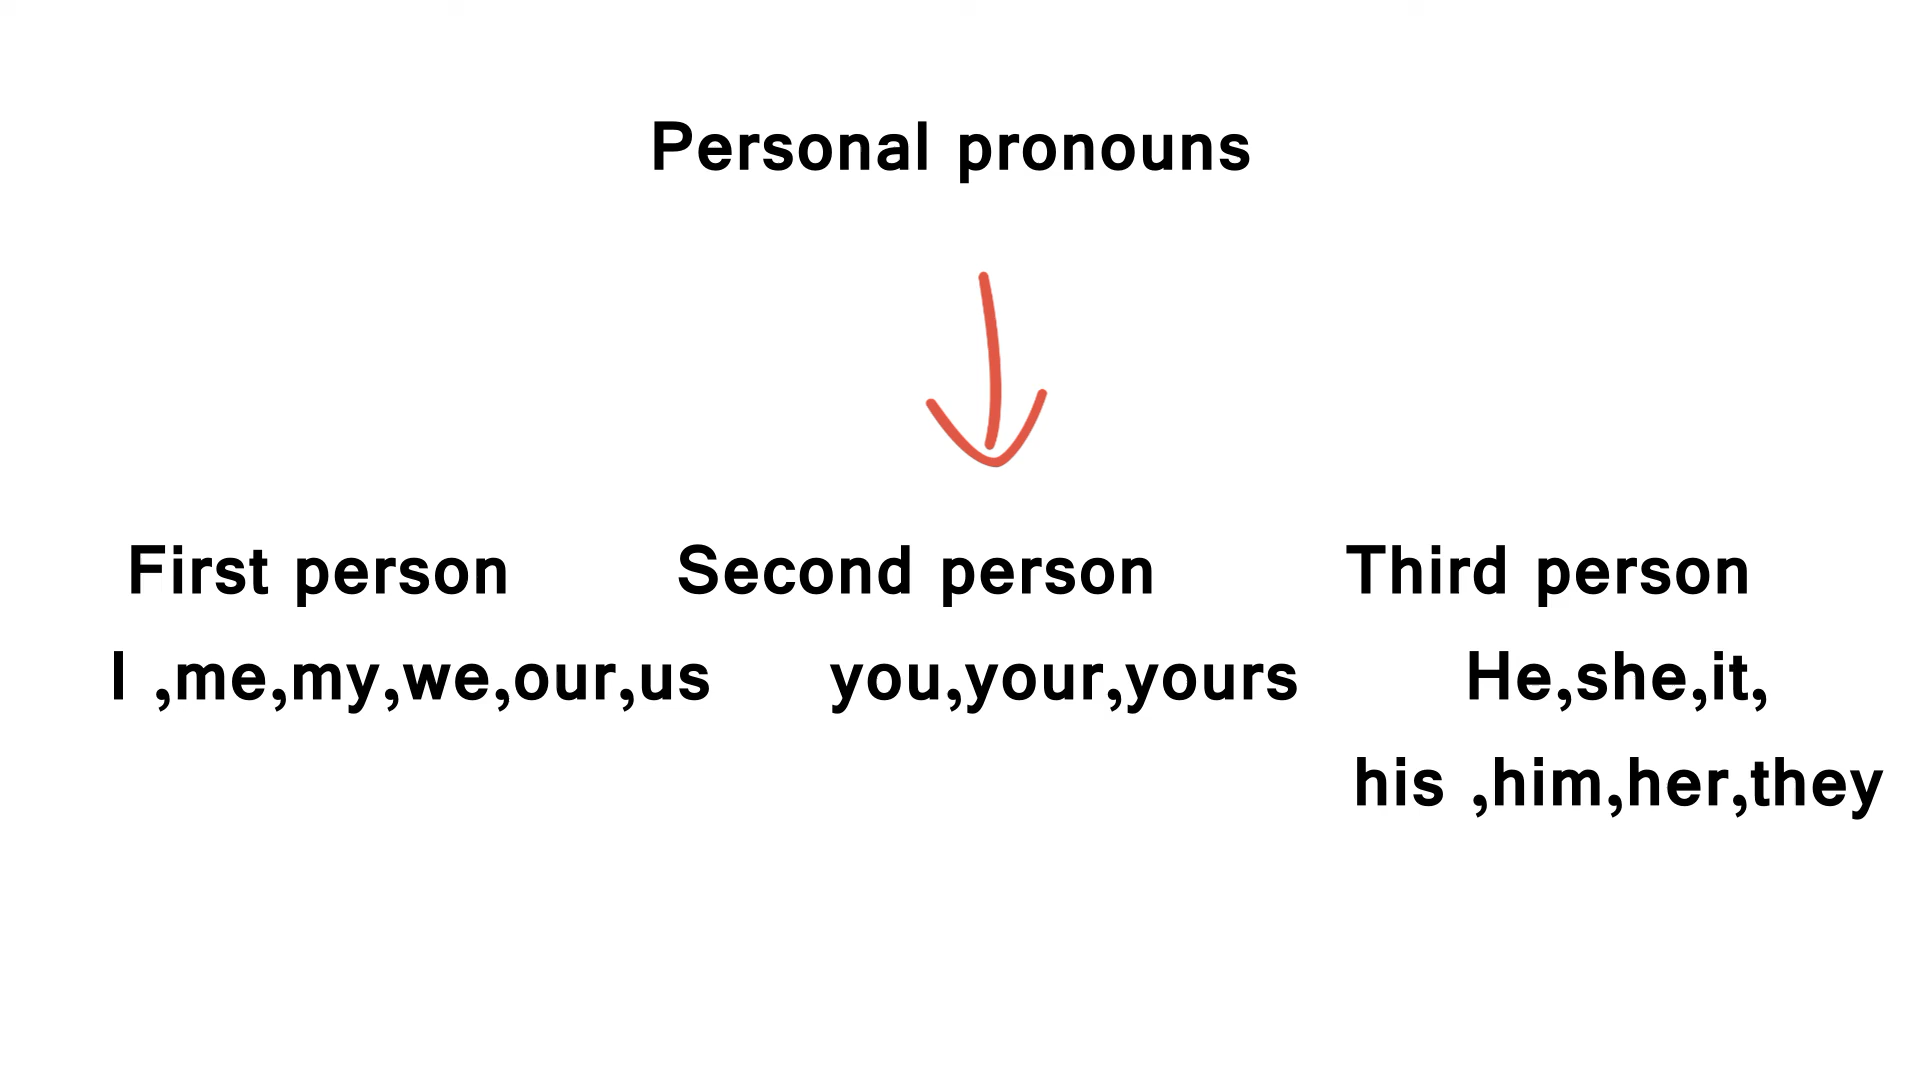 Personal pronouns
First person Second person Third person
I ,me,my,we,our,us you,your,yours He,she,it,
his ,him,her,they